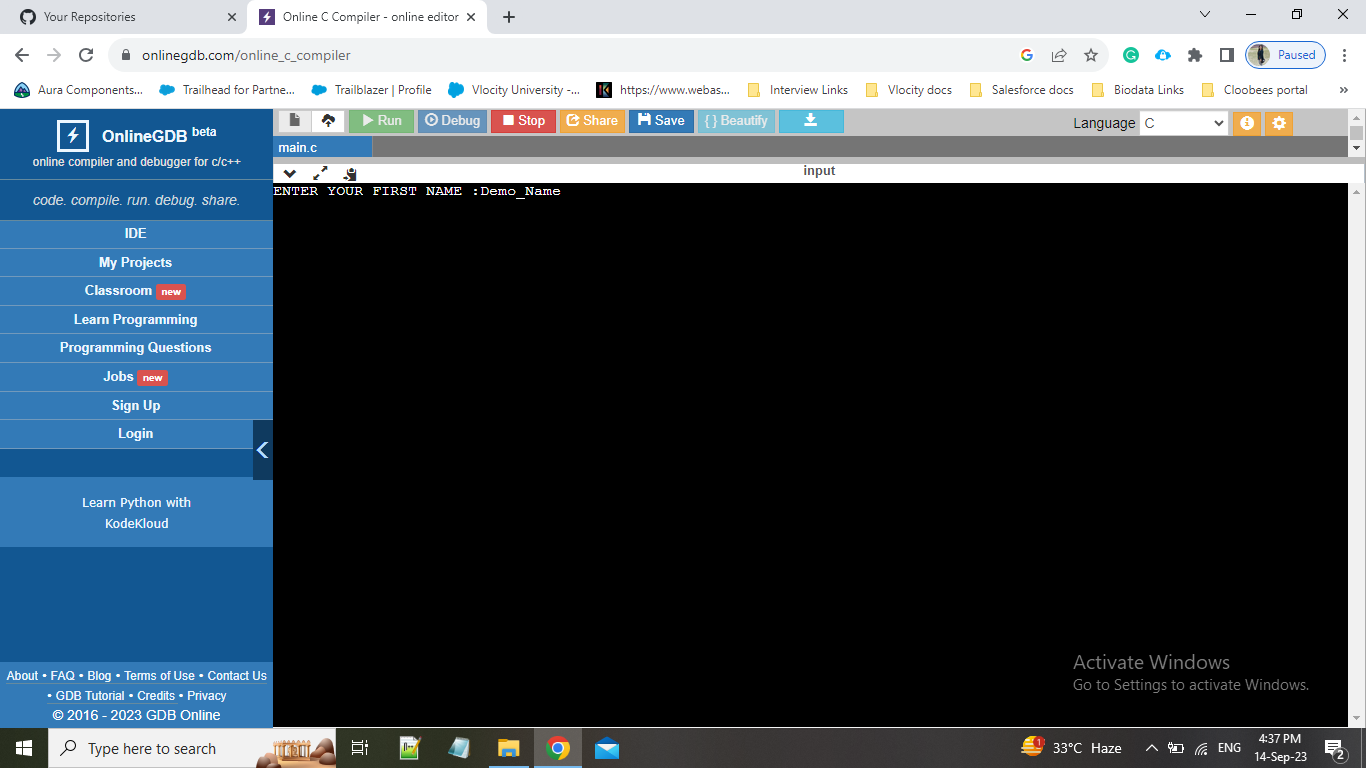 Your Repositories
Online C Compiler - online editor
onlinegdb.com/online_c_compiler
Paused
Aura Components... Trailhead for Partne... Trailblazer | Profile Vlocity University -... https://www.webas... Interview Links Vlocity docs Salesforce docs Biodata Links Cloobees portal »
OnlineGDB beta
online compiler and debugger for c/c++
code. compile. run. debug. share.
IDE
My Projects
Classroom new
Learn Programming
Programming Questions
Jobs new
Sign Up
Login
Learn Python with
KodeKloud
About • FAQ • Blog • Terms of Use • Contact Us
• GDB Tutorial • Credits • Privacy
© 2016 - 2023 GDB Online
Run Debug Stop Share Save { } Beautify
Language C
main.c
input
ENTER YOUR FIRST NAME :Demo_Name
Activate Windows
Go to Settings to activate Windows.
Type here to search
1
33°C Haze
ENG
4:37 PM
14-Sep-23
2